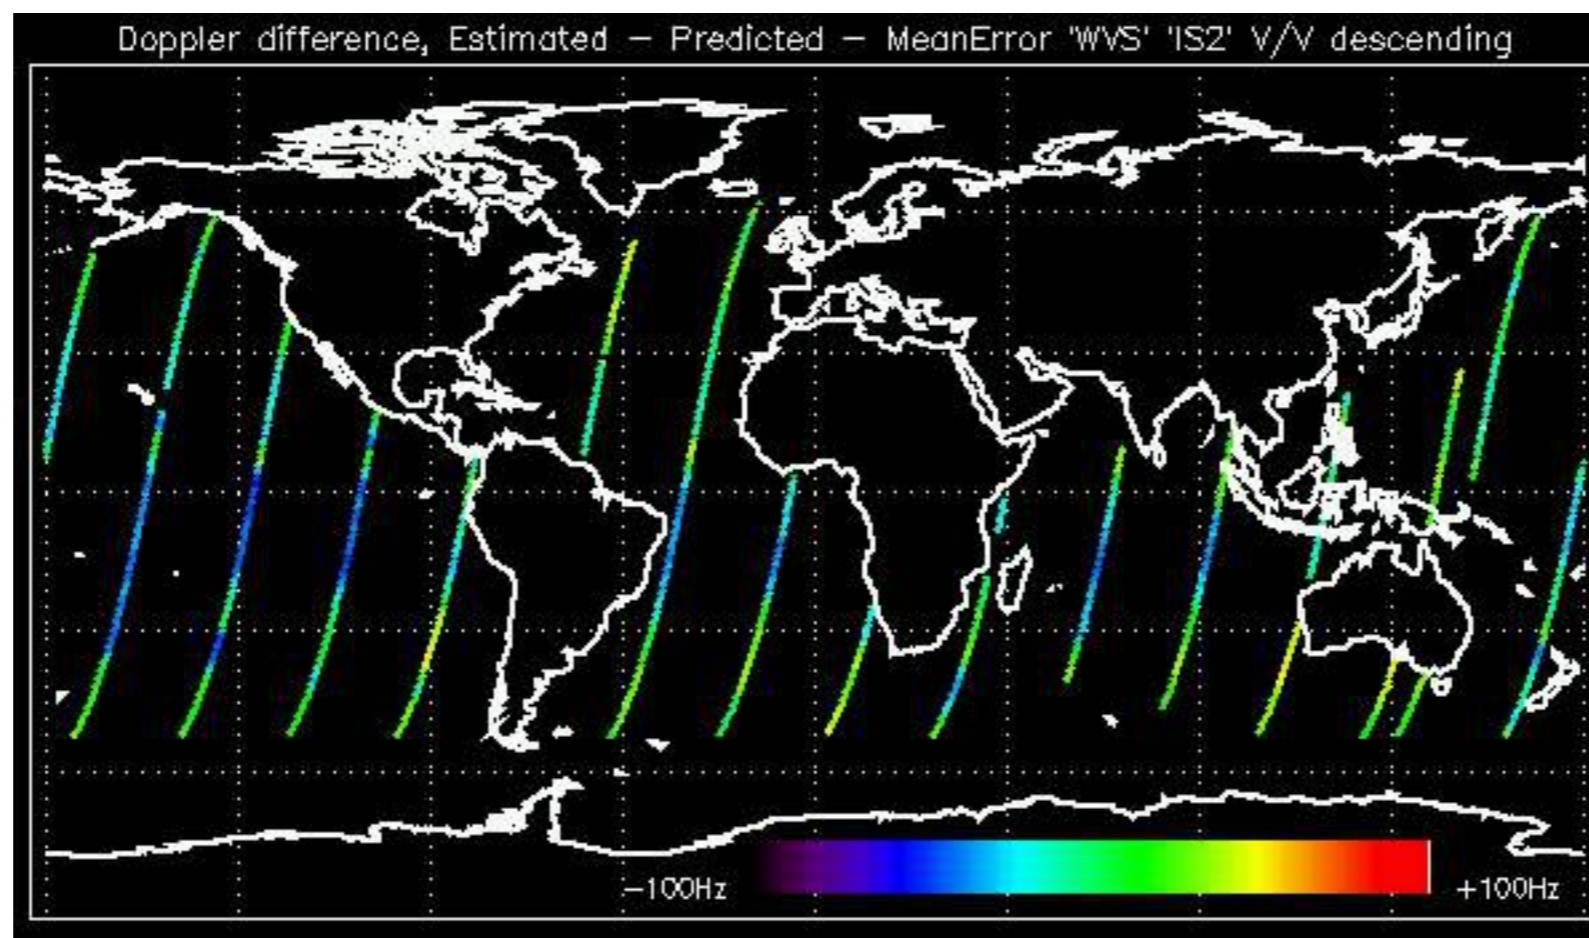 Doppler difference, Estimated – Predicted – MeanError 'WVS' 'IS2' V/V descending
–100Hz +100Hz